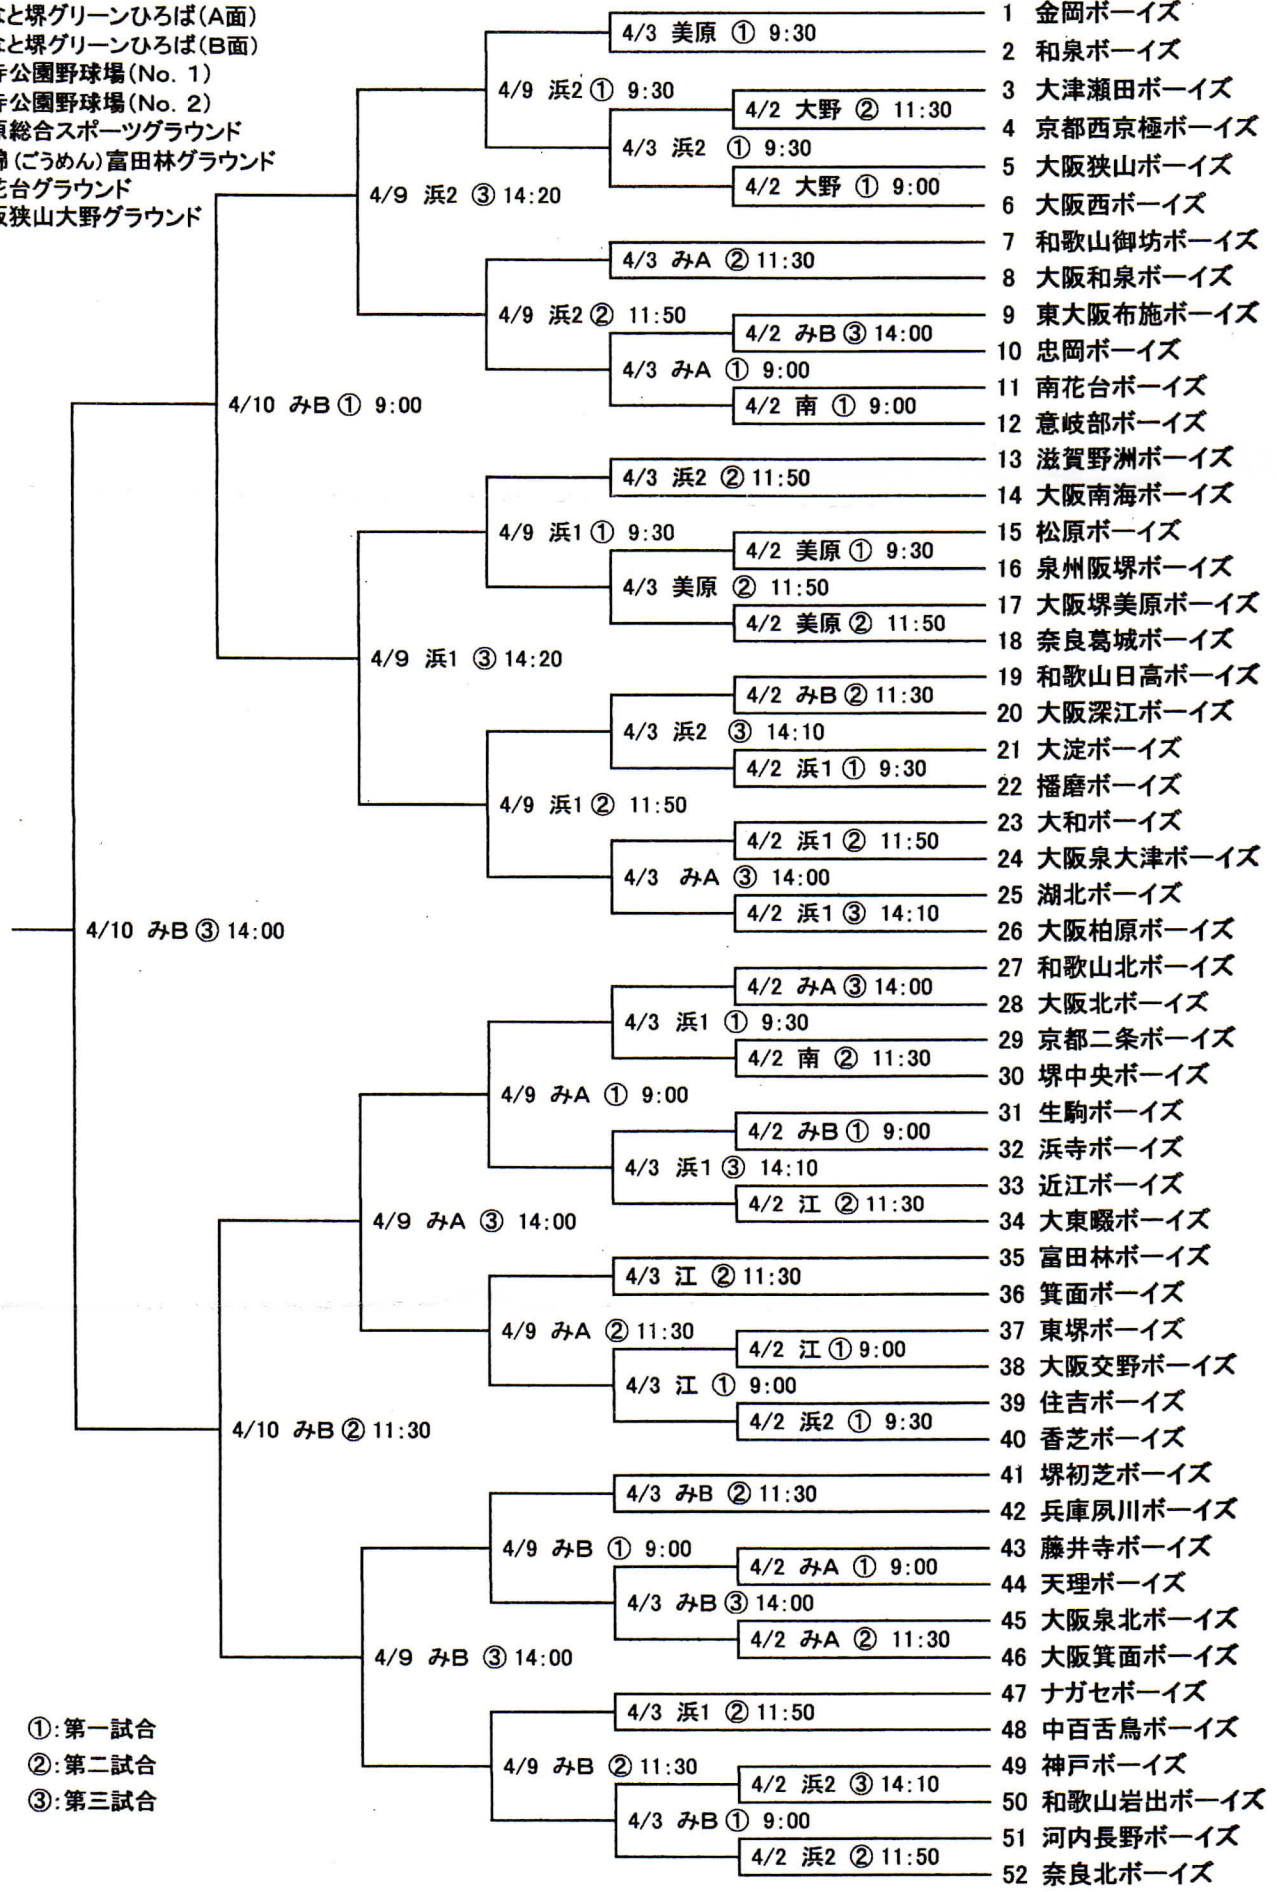 と堺グリーンひろば(A面)
と堺グリーンひろば(B面)
寺公園野球場(No. 1)
寺公園野球場(No. 2)
原総合スポーツグラウンド
綿(ごうめん)富田林グラウンド
花台グラウンド
阪狭山大野グラウンド
1 金岡ボーイズ
4/3 美原 ① 9:30
2 和泉ボーイズ
4/9 浜2 ① 9:30
3 大津瀬田ボーイズ
4/2 大野 ② 11:30
4 京都西京極ボーイズ
4/3 浜2 ① 9:30
5 大阪狭山ボーイズ
4/2 大野 ① 9:00
6 大阪西ボーイズ
4/9 浜2 ③ 14:20
7 和歌山御坊ボーイズ
4/3 みA ② 11:30
8 大阪和泉ボーイズ
4/9 浜2 ② 11:50
9 東大阪布施ボーイズ
4/2 みB ③ 14:00
10 忠岡ボーイズ
4/3 みA ① 9:00
11 南花台ボーイズ
4/2 南 ① 9:00
12 意岐部ボーイズ
4/10 みB ① 9:00
13 滋賀野洲ボーイズ
4/3 浜2 ② 11:50
14 大阪南海ボーイズ
4/9 浜1 ① 9:30
15 松原ボーイズ
4/2 美原 ① 9:30
16 泉州阪堺ボーイズ
4/3 美原 ② 11:50
17 大阪堺美原ボーイズ
4/2 美原 ② 11:50
18 奈良葛城ボーイズ
4/9 浜1 ③ 14:20
19 和歌山日高ボーイズ
4/2 みB ② 11:30
20 大阪深江ボーイズ
4/3 浜2 ③ 14:10
21 大淀ボーイズ
4/2 浜1 ① 9:30
22 播磨ボーイズ
4/9 浜1 ② 11:50
23 大和ボーイズ
4/2 浜1 ② 11:50
24 大阪泉大津ボーイズ
4/3 みA ③ 14:00
25 湖北ボーイズ
4/2 浜1 ③ 14:10
26 大阪柏原ボーイズ
4/10 みB ③ 14:00
27 和歌山北ボーイズ
4/2 みA ③ 14:00
28 大阪北ボーイズ
4/3 浜1 ① 9:30
29 京都二条ボーイズ
4/2 南 ② 11:30
30 堺中央ボーイズ
4/9 みA ① 9:00
31 生駒ボーイズ
4/2 みB ① 9:00
32 浜寺ボーイズ
4/3 浜1 ③ 14:10
33 近江ボーイズ
4/2 江 ② 11:30
34 大東畷ボーイズ
4/9 みA ③ 14:00
35 富田林ボーイズ
4/3 江 ② 11:30
36 箕面ボーイズ
4/9 みA ② 11:30
37 東堺ボーイズ
4/2 江 ① 9:00
38 大阪交野ボーイズ
4/3 江 ① 9:00
39 住吉ボーイズ
4/2 浜2 ① 9:30
40 香芝ボーイズ
4/10 みB ② 11:30
41 堺初芝ボーイズ
4/3 みB ② 11:30
42 兵庫夙川ボーイズ
4/9 みB ① 9:00
43 藤井寺ボーイズ
4/2 みA ① 9:00
44 天理ボーイズ
4/3 みB ③ 14:00
45 大阪泉北ボーイズ
4/2 みA ② 11:30
46 大阪箕面ボーイズ
4/9 みB ③ 14:00
47 ナガセボーイズ
4/3 浜1 ② 11:50
48 中百舌鳥ボーイズ
4/9 みB ② 11:30
49 神戸ボーイズ
4/2 浜2 ③ 14:10
50 和歌山岩出ボーイズ
4/3 みB ① 9:00
51 河内長野ボーイズ
4/2 浜2 ② 11:50
52 奈良北ボーイズ
①:第一試合
②:第二試合
③:第三試合